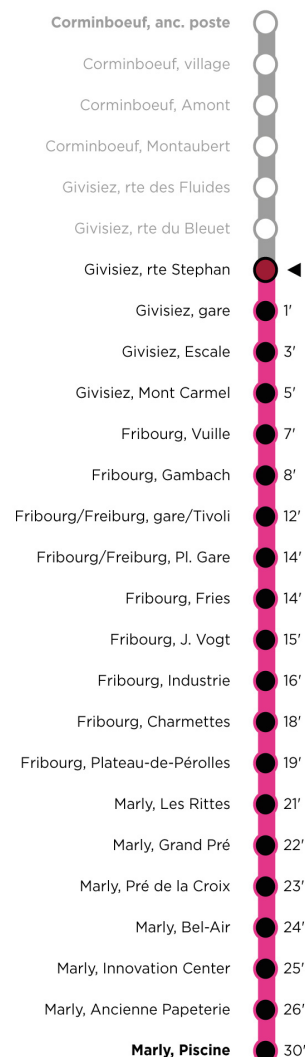 Corminboeuf, anc. poste
Corminboeuf, village
Corminboeuf, Amont
Corminboeuf, Montaubert
Givisiez, rte des Fluides
Givisiez, rte du Bleuet
Givisiez, rte Stephan
Givisiez, gare 1'
Givisiez, Escale 3'
Givisiez, Mont Carmel 5'
Fribourg, Vuille 7'
Fribourg, Gambach 8'
Fribourg/Freiburg, gare/Tivoli 12'
Fribourg/Freiburg, Pl. Gare 14'
Fribourg, Fries 14'
Fribourg, J. Vogt 15'
Fribourg, Industrie 16'
Fribourg, Charmettes 18'
Fribourg, Plateau-de-Pérolles 19'
Marly, Les Rittes 21'
Marly, Grand Pré 22'
Marly, Pré de la Croix 23'
Marly, Bel-Air 24'
Marly, Innovation Center 25'
Marly, Ancienne Papeterie 26'
Marly, Piscine 30'